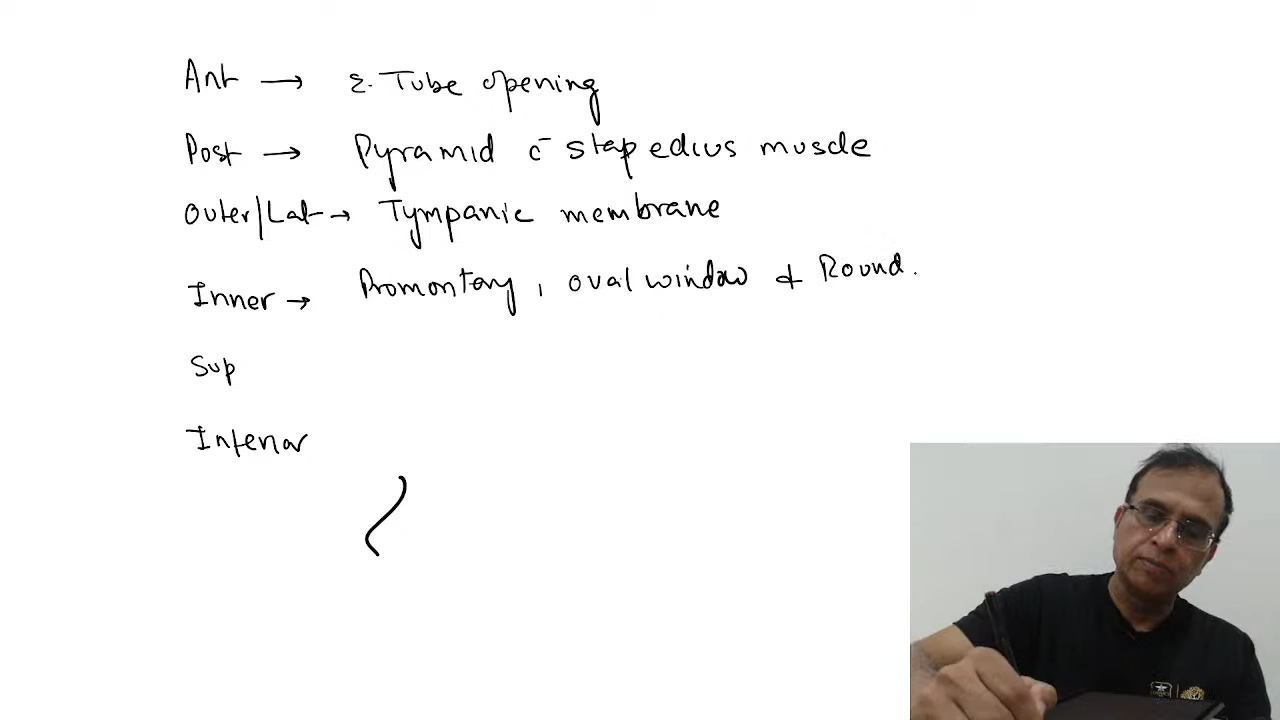 Ant → E. Tube opening
Post → Pyramid c̄ stapedius muscle
Outer/Lat → Tympanic membrane
Inner → Promontory, oval window & Round.
Sup
Inferior